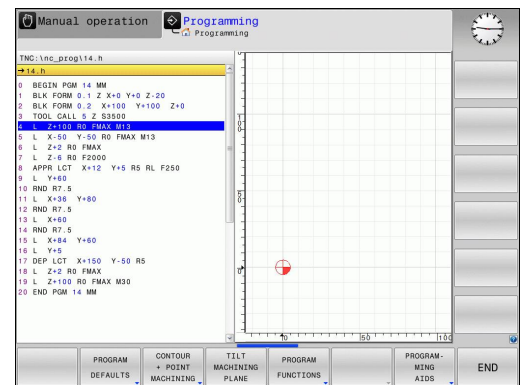 Manual operation
Programming
Programming
TNC:\nc_prog\14.h
→14.h
0 BEGIN PGM 14 MM
1 BLK FORM 0.1 Z X+0 Y+0 Z-20
2 BLK FORM 0.2 X+100 Y+100 Z+0
3 TOOL CALL 5 Z S3500
4 L Z+100 R0 FMAX M13
5 L X-50 Y-50 R0 FMAX M13
6 L Z+2 R0 FMAX
7 L Z-6 R0 F2000
8 APPR LCT X+12 Y+5 R5 RL F250
9 L Y+60
10 RND R7.5
11 L X+36 Y+80
12 RND R7.5
13 L X+60
14 RND R7.5
15 L X+84 Y+60
16 L Y+5
17 DEP LCT X+150 Y-50 R5
18 L Z+2 R0 FMAX
19 L Z+100 R0 FMAX M30
20 END PGM 14 MM
100
50
0
0
50
100
PROGRAM DEFAULTS
CONTOUR + POINT MACHINING
TILT MACHINING PLANE
PROGRAM FUNCTIONS
PROGRAM-MING AIDS
END